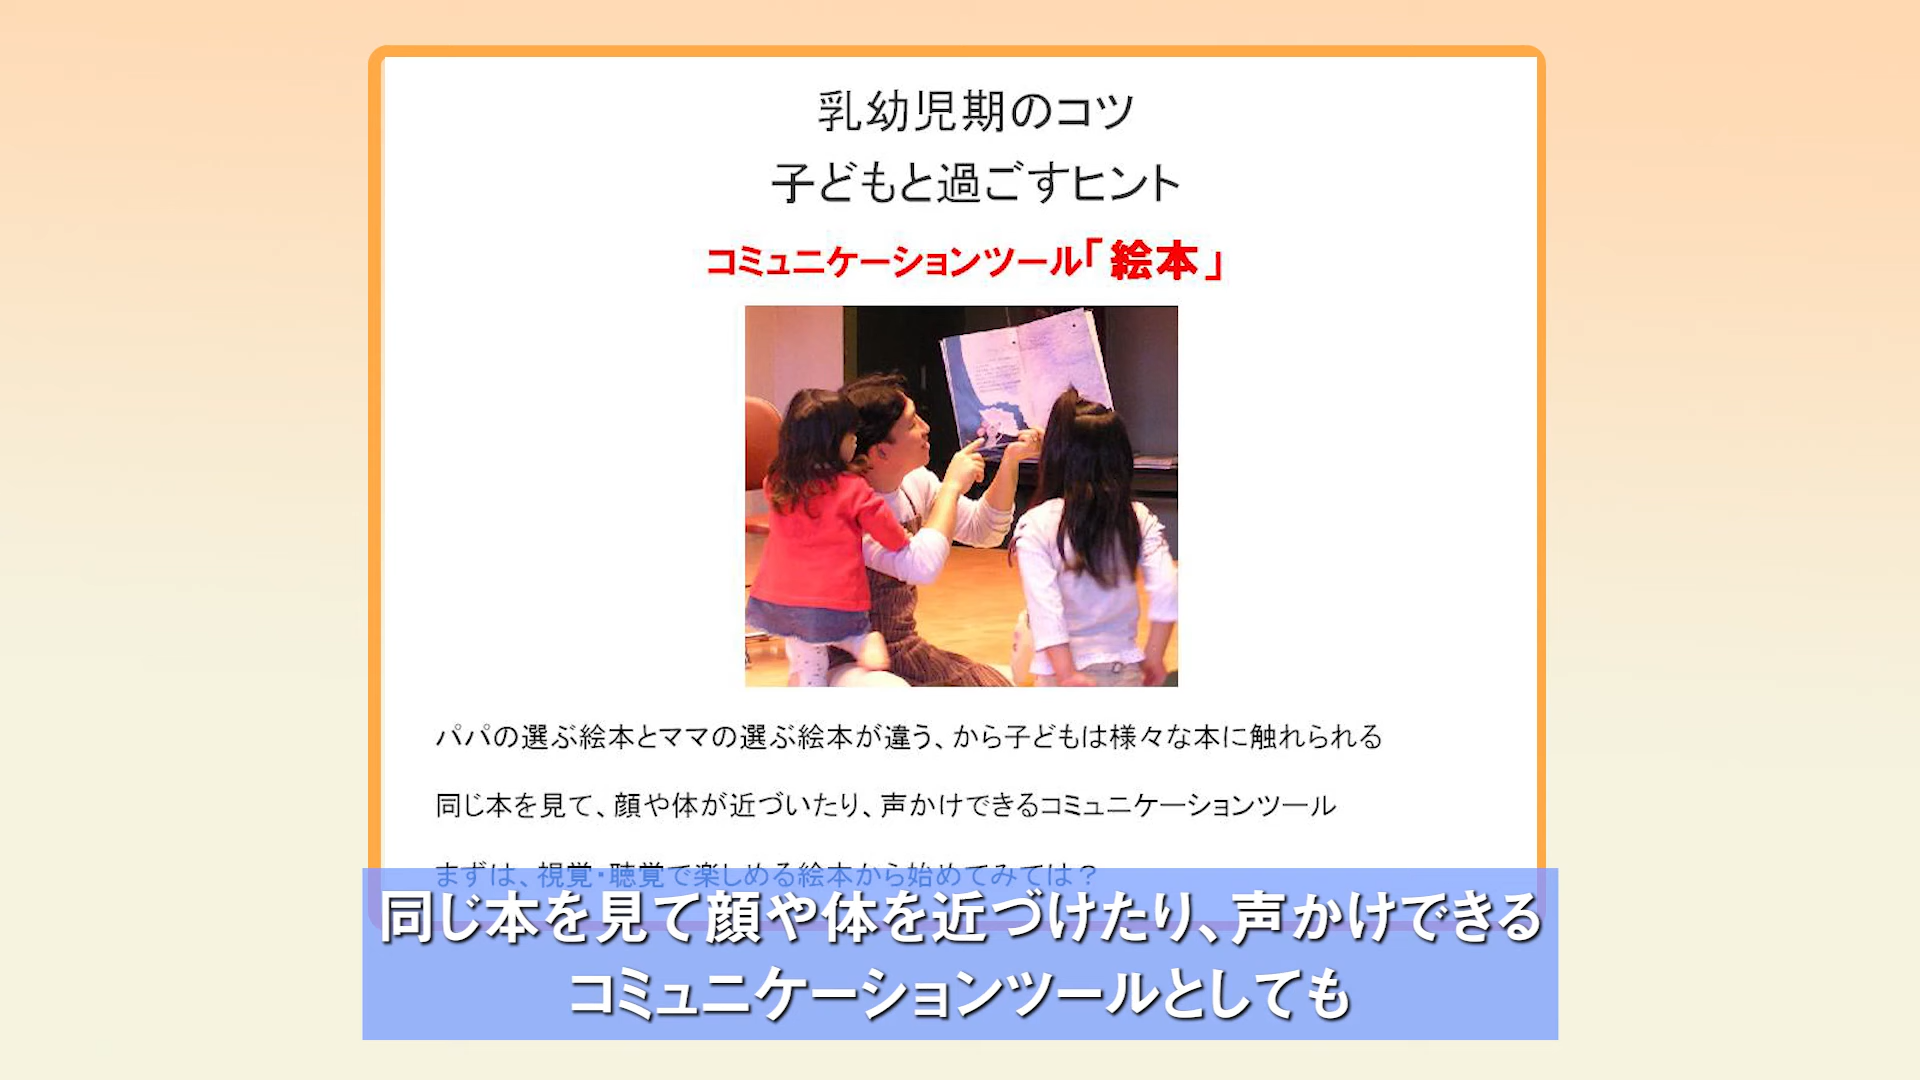 乳幼児期のコツ
子どもと過ごすヒント
コミュニケーションツール「絵本」
パパの選ぶ絵本とママの選ぶ絵本が違う、から子どもは様々な本に触れられる
同じ本を見て、顔や体が近づいたり、声かけできるコミュニケーションツール
まずは、視覚・聴覚で楽しめる絵本から始めてみては？
同じ本を見て顔や体を近づけたり、声かけできる
コミュニケーションツールとしても